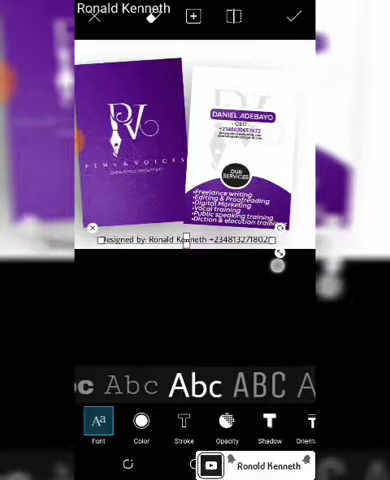 Ronald Kenneth
PV
PENS & VOICES
DANIEL ADEBAYO
- CEO -
OUR
SERVICES
•Freelance writing
•Editing & Proofreading
•Digital Marketing
•Vocal training
•Public speaking training
•Diction & elocution training
Designed by: Ronald Kenneth
Abc
Abc
ABC
A
Aa
Font
Color
Stroke
Opacity
Shadow
Orienta
Ronald Kenneth